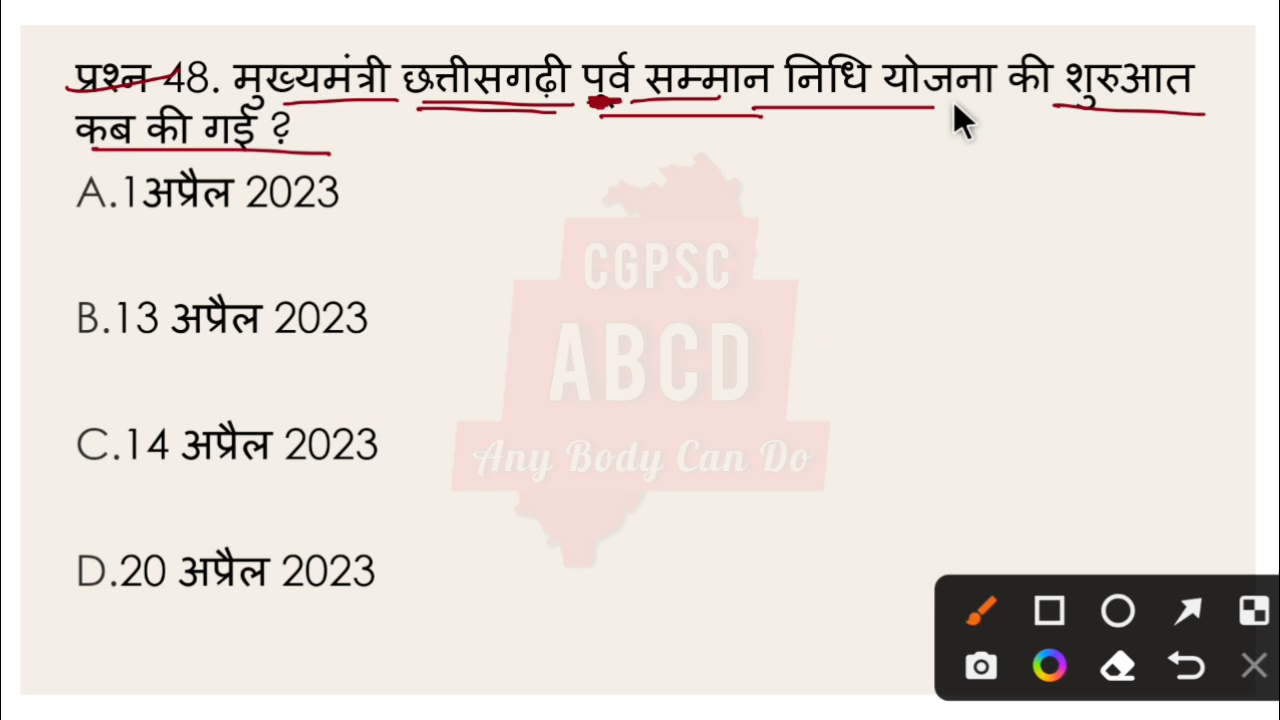 प्रश्न 48. मुख्यमंत्री छत्तीसगढ़ी पर्व सम्मान निधि योजना की शुरुआत
कब की गई ?
A.1अप्रैल 2023
B.13 अप्रैल 2023
C.14 अप्रैल 2023
D.20 अप्रैल 2023
CGPSC
ABCD
Any Body Can Do